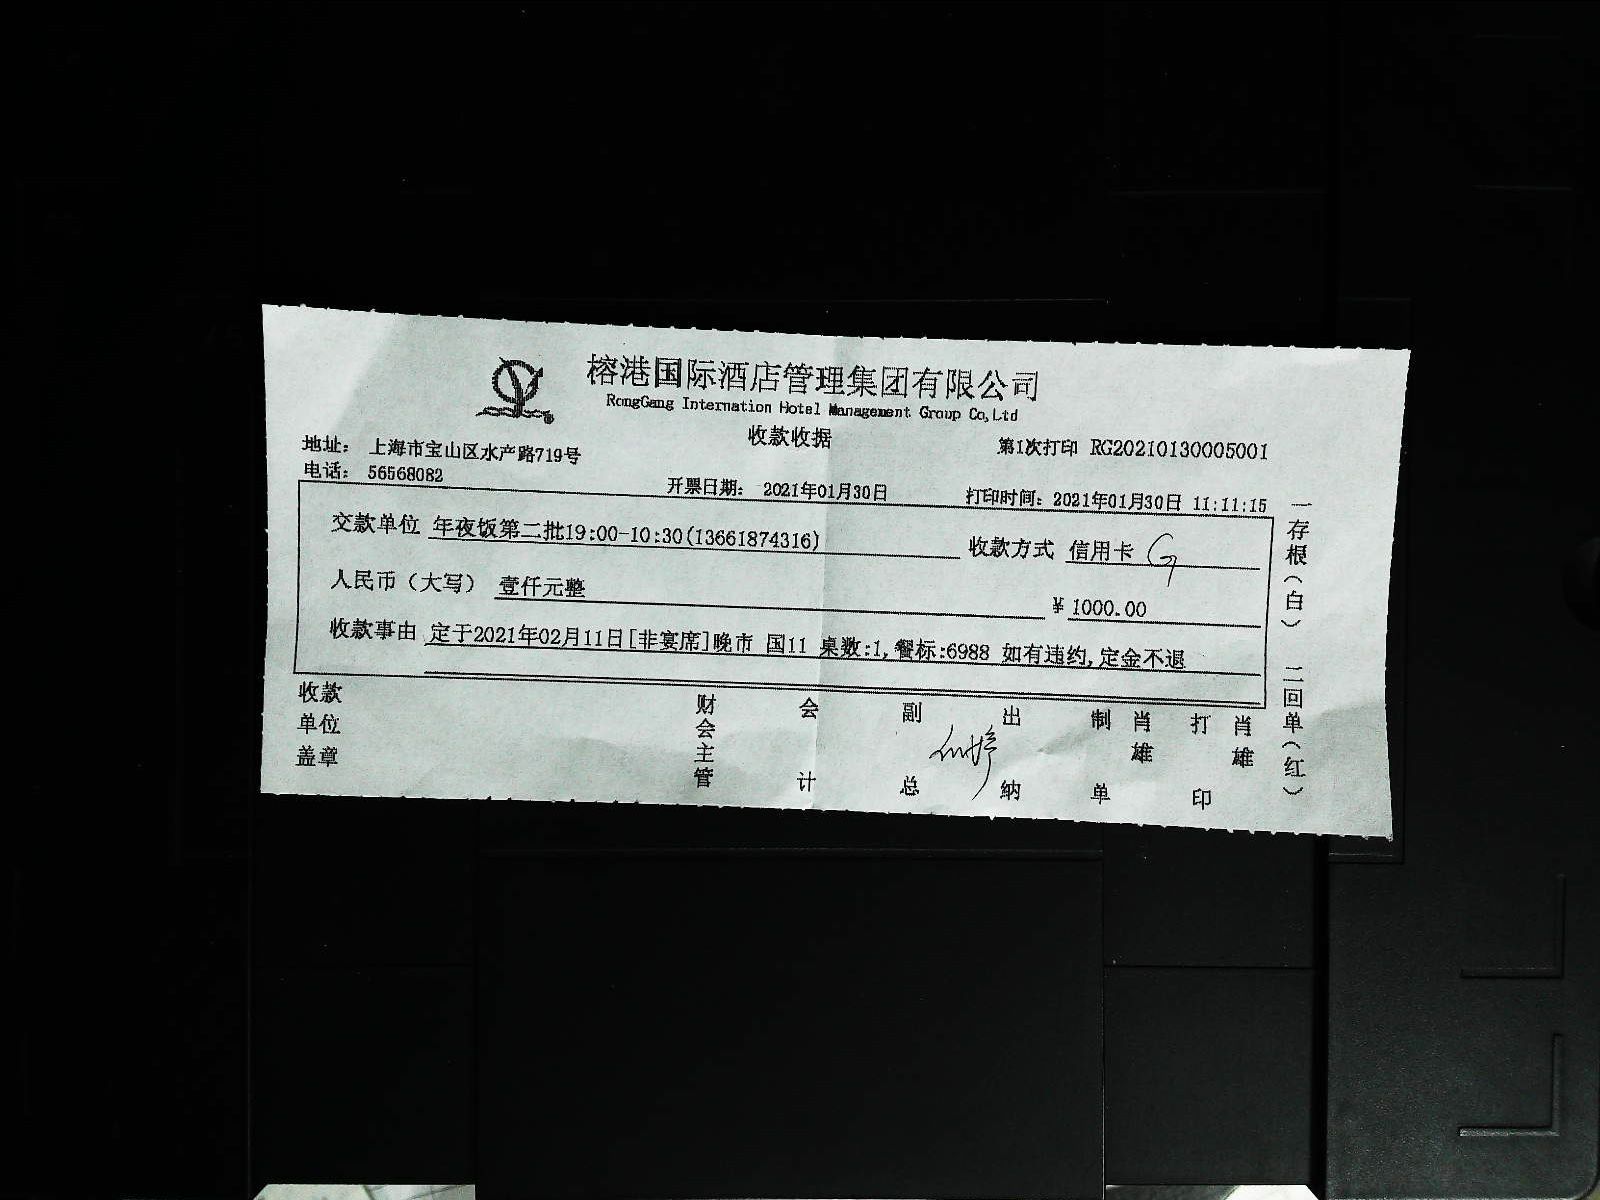 榕港国际酒店管理集团有限公司
RongGang Internation Hotel Management Group Co,Ltd
收款收据
地址： 上海市宝山区水产路719号
第1次打印 RG20210130005001
电话： 56568082
开票日期： 2021年01月30日
打印时间：2021年01月30日 11:11:15
交款单位 年夜饭第二批19:00-10:30(13661874316)
收款方式 信用卡
人民币（大写） 壹仟元整
¥ 1000.00
收款事由 定于2021年02月11日[非宴席]晚市 国11 桌数:1,餐标:6988 如有违约,定金不退
收款单位盖章
财会主管
会计
副总
出纳
制单
肖雄
打印
肖雄
一存根（白） 二回单（红）